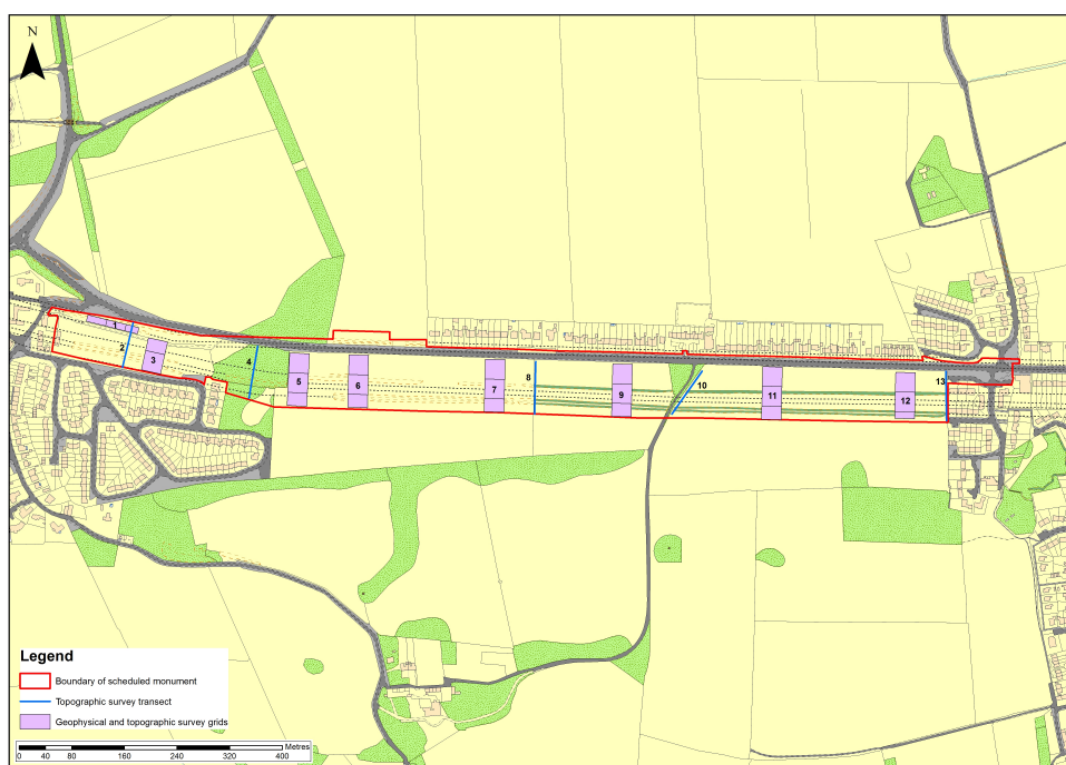 N
1
2
3
4
5
6
7
8
9
10
11
12
13
Legend
Boundary of scheduled monument
Topographic survey transect
Geophysical and topographic survey grids
Metres
0 40 80 160 240 320 400